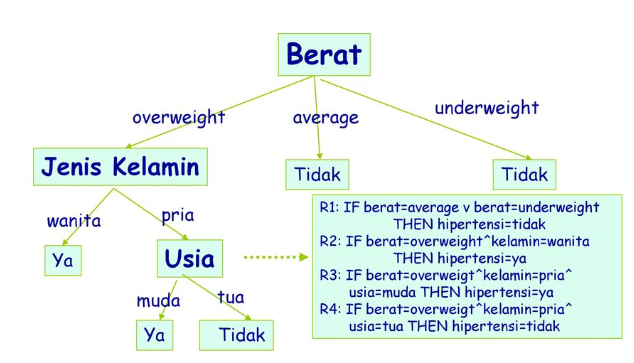 Berat
overweight
average
underweight
Jenis Kelamin
Tidak
Tidak
wanita
pria
Ya
Usia
muda
tua
Ya
Tidak
R1: IF berat=average v berat=underweight
THEN hipertensi=tidak
R2: IF berat=overweight^kelamin=wanita
THEN hipertensi=ya
R3: IF berat=overweigt^kelamin=pria^
usia=muda THEN hipertensi=ya
R4: IF berat=overweigt^kelamin=pria^
usia=tua THEN hipertensi=tidak